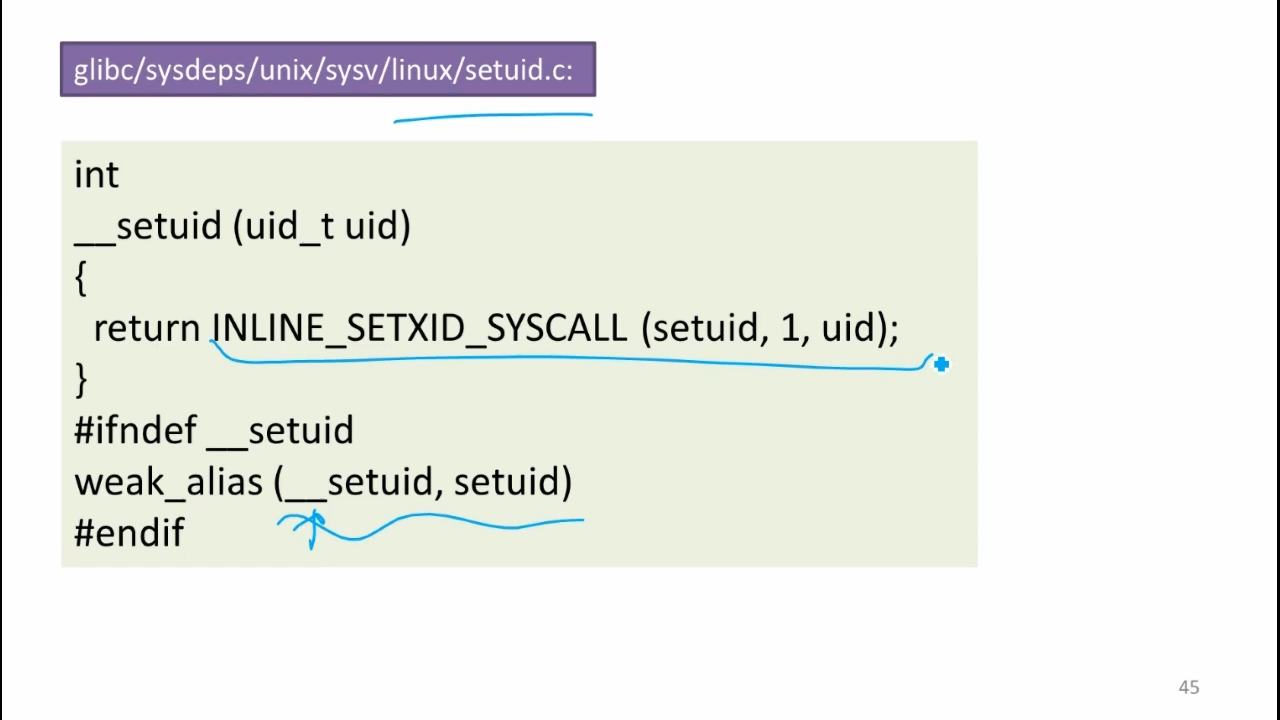 glibc/sysdeps/unix/sysv/linux/setuid.c:
int
__setuid (uid_t uid)
{
return INLINE_SETXID_SYSCALL (setuid, 1, uid);
}
#ifndef __setuid
weak_alias (__setuid, setuid)
#endif
45